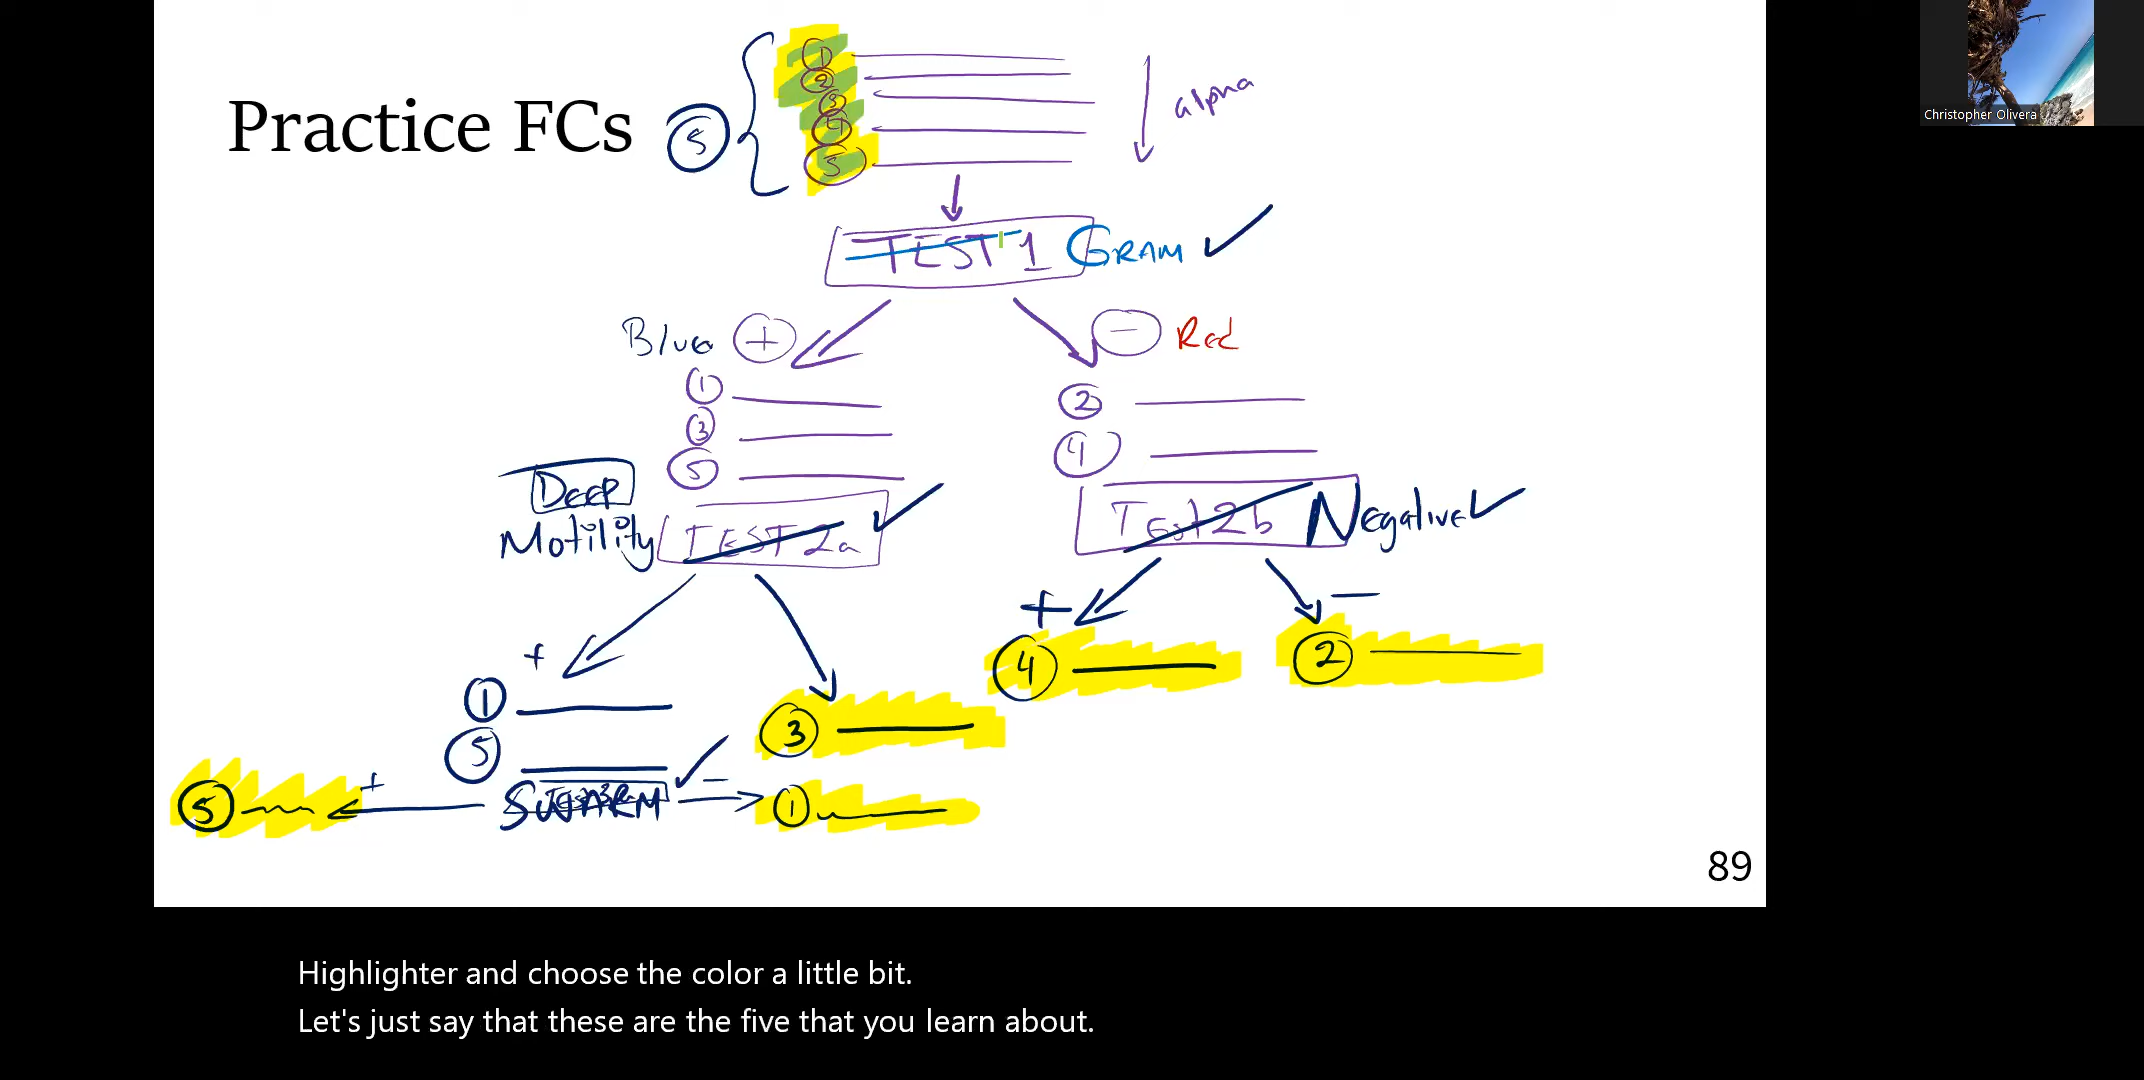 Christopher Olivera
Practice FCs
5
1
2
3
4
5
alpha
TEST 1 GRAM
Blue +
- Red
1
3
5
2
4
DEEP
Motility TEST 2a
Test 2b Negative
+ -
4
2
+
1
5
3
5 + SWARM - 1
89
Highlighter and choose the color a little bit.
Let's just say that these are the five that you learn about.